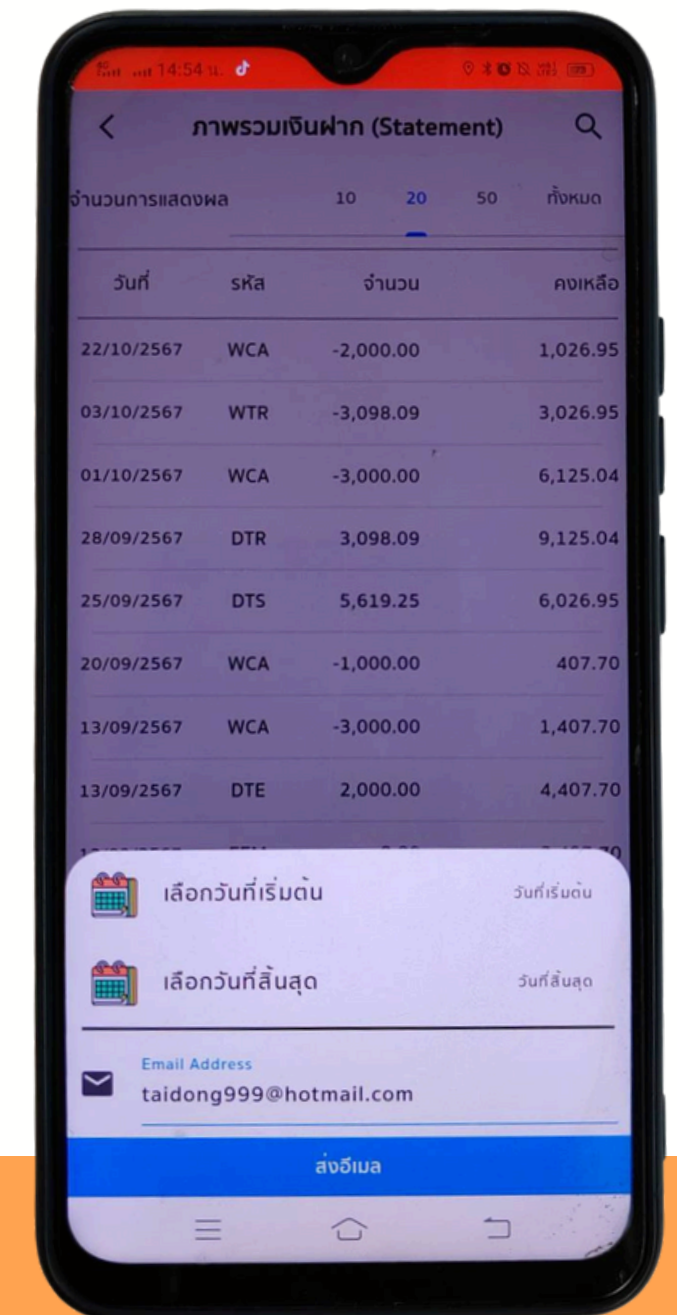 14:54 น.
ภาพรวมเงินฝาก (Statement)
จำนวนการแสดงผล 10 20 50 ทั้งหมด
วันที่ รหัส จำนวน คงเหลือ
22/10/2567 WCA -2,000.00 1,026.95
03/10/2567 WTR -3,098.09 3,026.95
01/10/2567 WCA -3,000.00 6,125.04
28/09/2567 DTR 3,098.09 9,125.04
25/09/2567 DTS 5,619.25 6,026.95
20/09/2567 WCA -1,000.00 407.70
13/09/2567 WCA -3,000.00 1,407.70
13/09/2567 DTE 2,000.00 4,407.70
เลือกวันที่เริ่มต้น วันที่เริ่มต้น
เลือกวันที่สิ้นสุด วันที่สิ้นสุด
Email Address
taidong999@hotmail.com
ส่งอีเมล